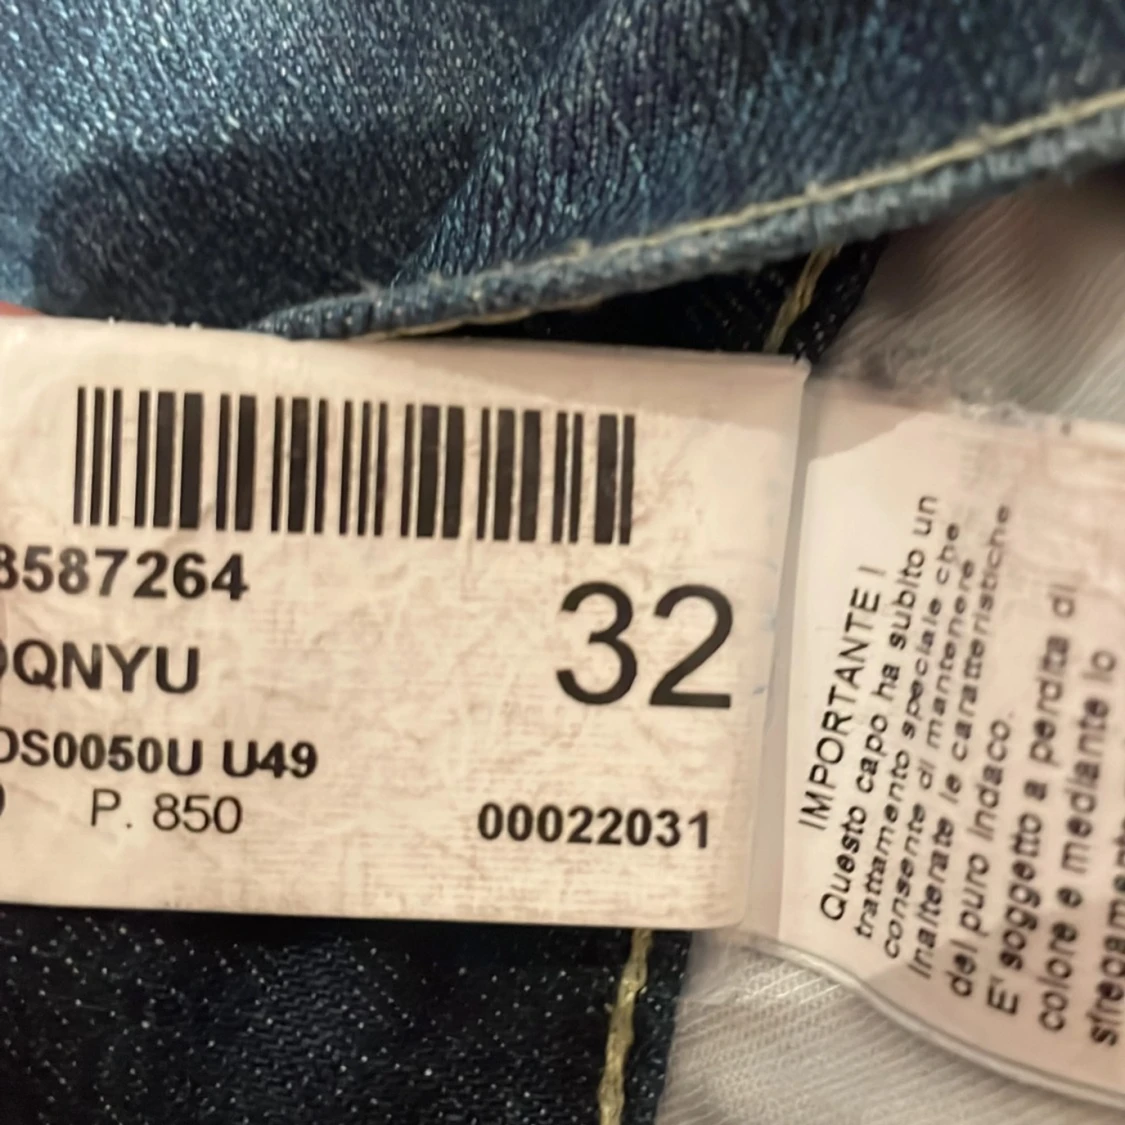 8587264
QNYU
32
DS0050U U49
P. 850
00022031
IMPORTANTE !
Questo capo ha subito un
trattamento speciale che
consente di mantenere
inalterate le caratteristiche
del puro indaco.
E' soggetto a perdita di
colore e mediante lo